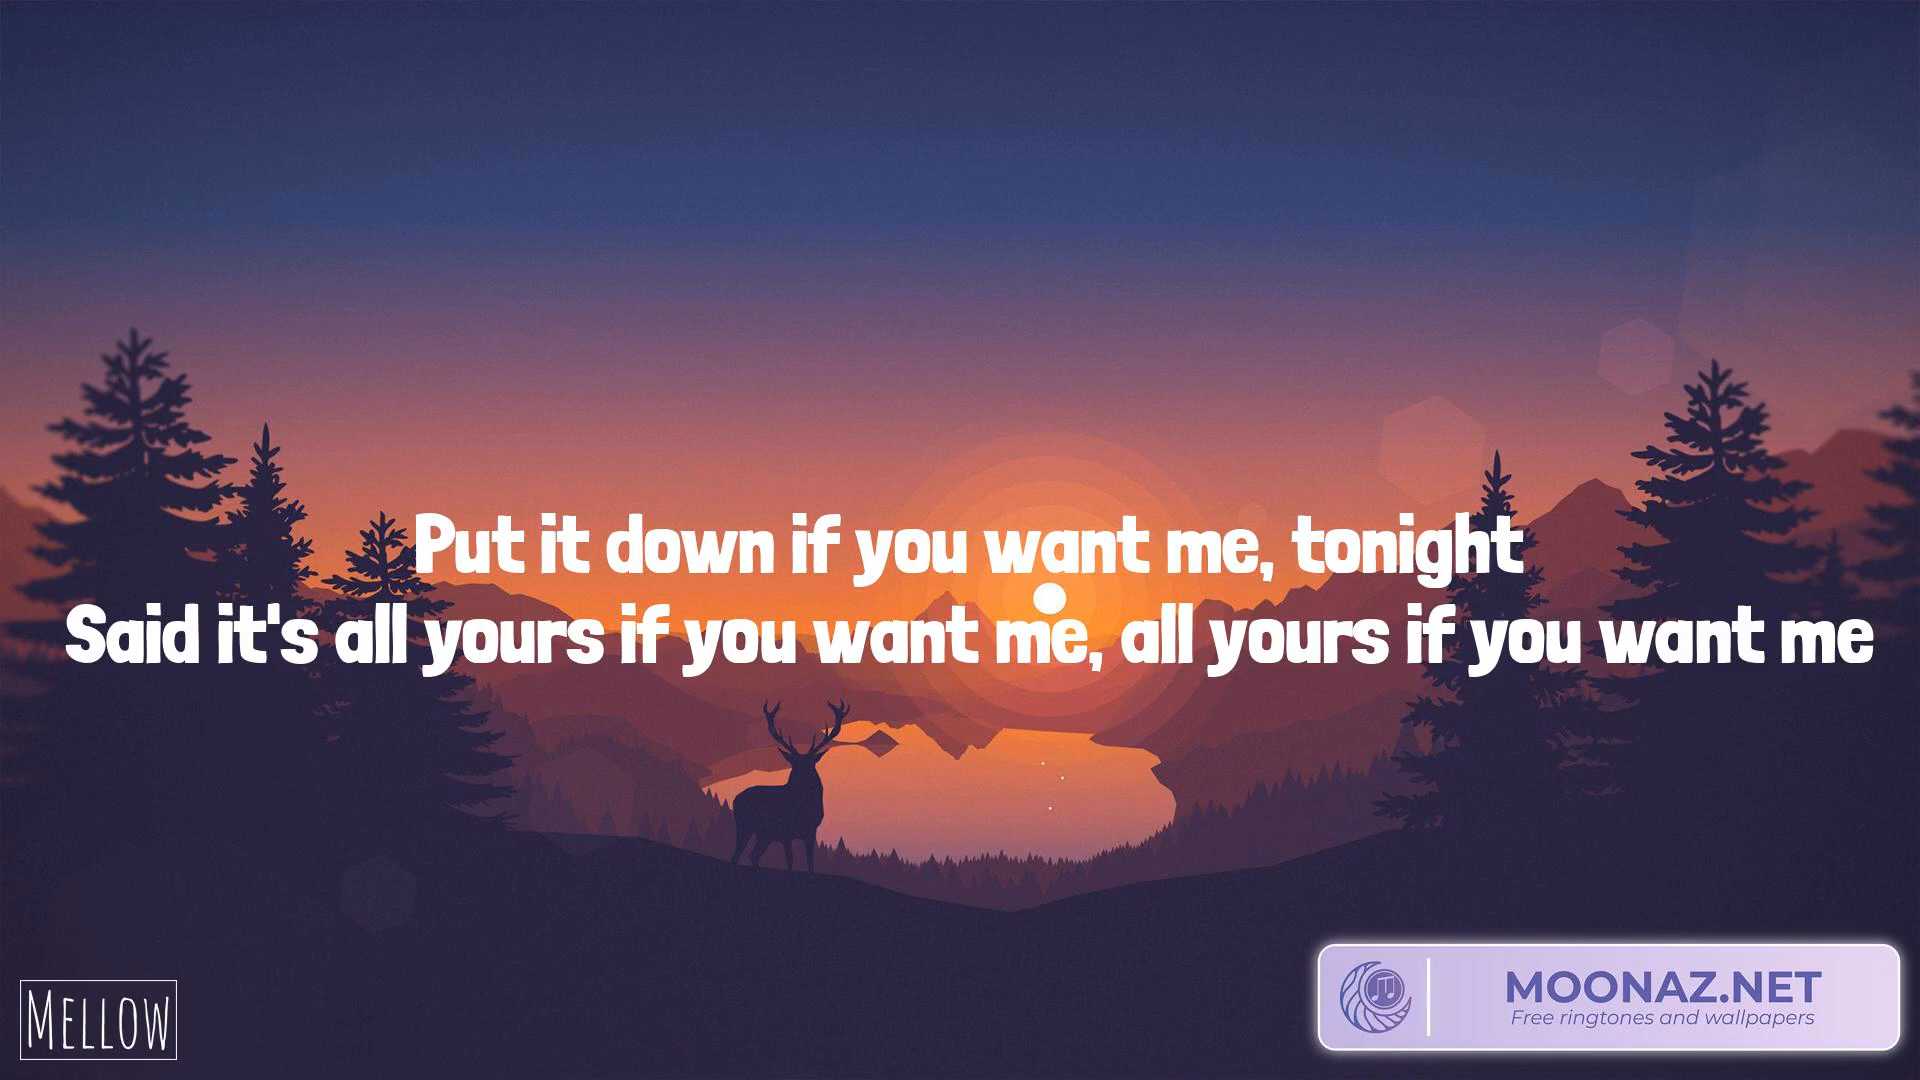 Put it down if you want me, tonight
Said it's all yours if you want me, all yours if you want me
MELLOW
MOONAZ.NET
Free ringtones and wallpapers